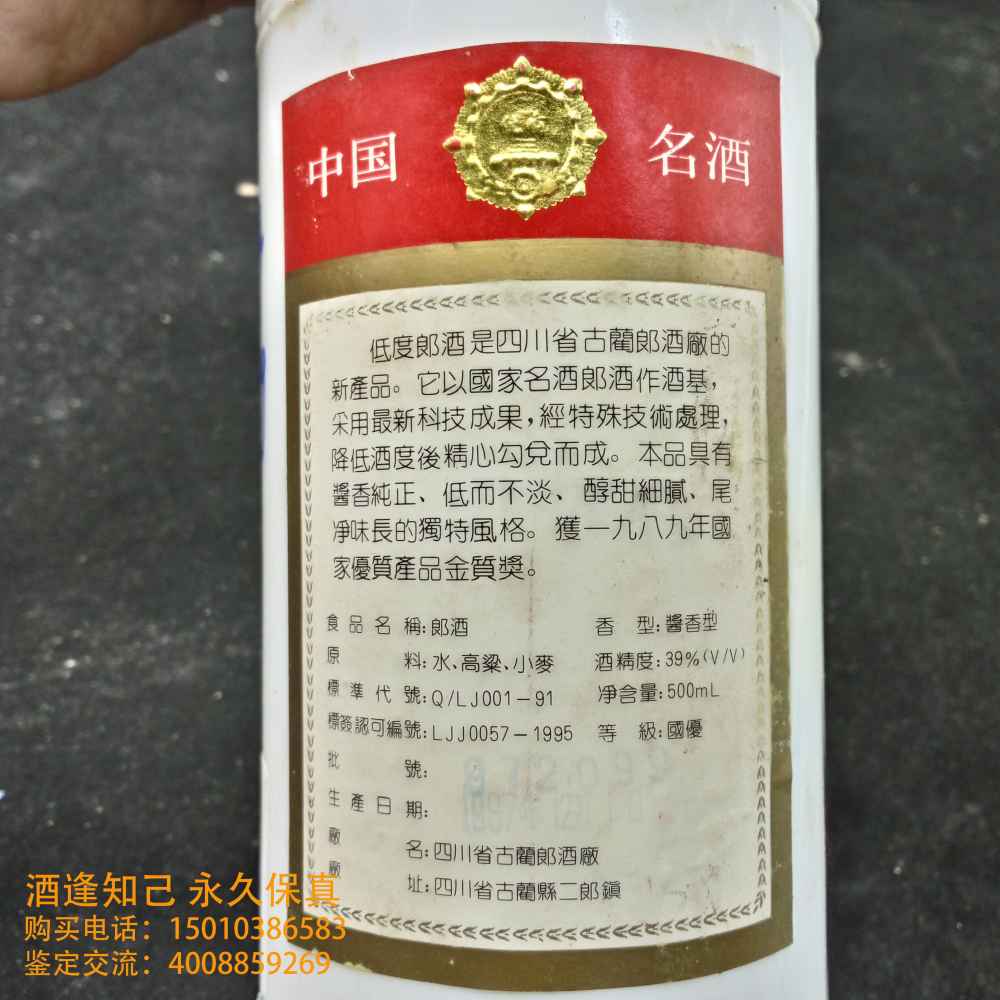 中国 名酒
低度郎酒是四川省古藺郎酒廠的
新產品。它以國家名酒郎酒作酒基，
采用最新科技成果，經特殊技術處理，
降低酒度後精心勾兌而成。本品具有
醬香純正、低而不淡、醇甜細膩、尾
凈味長的獨特風格。獲一九八九年國
家優質產品金質獎。
食品名稱：郎酒 香型：醬香型
原料：水、高粱、小麥 酒精度：39%(V/V)
標準代號：Q/LJ001－91 凈含量：500mL
標簽認可編號：LJJ0057－1995 等級：國優
批號：
生產日期：
廠名：四川省古藺郎酒廠
廠址：四川省古藺縣二郎鎮
酒逢知己 永久保真
购买电话：15010386583
鉴定交流：4008859269